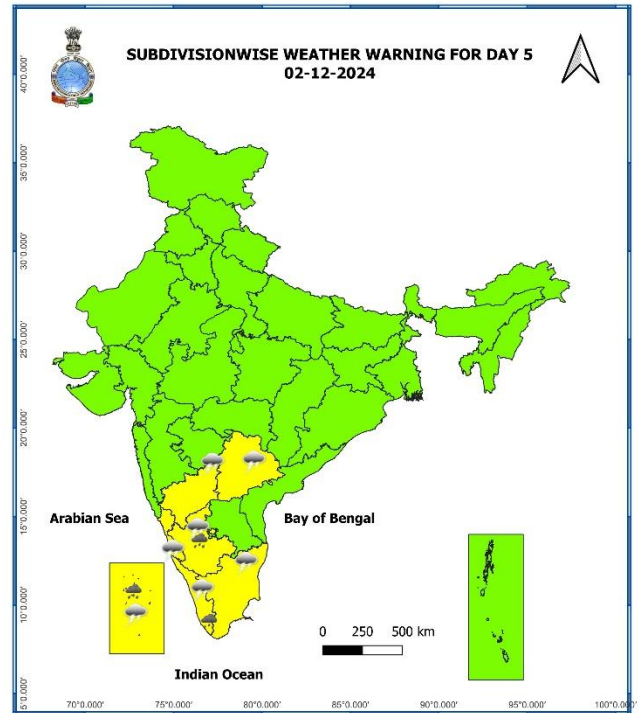 SUBDIVISIONWISE WEATHER WARNING FOR DAY 5
02-12-2024
40°0.000'
35°0.000'
30°0.000'
25°0.000'
20°0.000'
15°0.000'
10°0.000'
5°0.000'
Arabian Sea
Bay of Bengal
0 250 500 km
Indian Ocean
70°0.000' 75°0.000' 80°0.000' 85°0.000' 90°0.000' 95°0.000' 100°0.000'